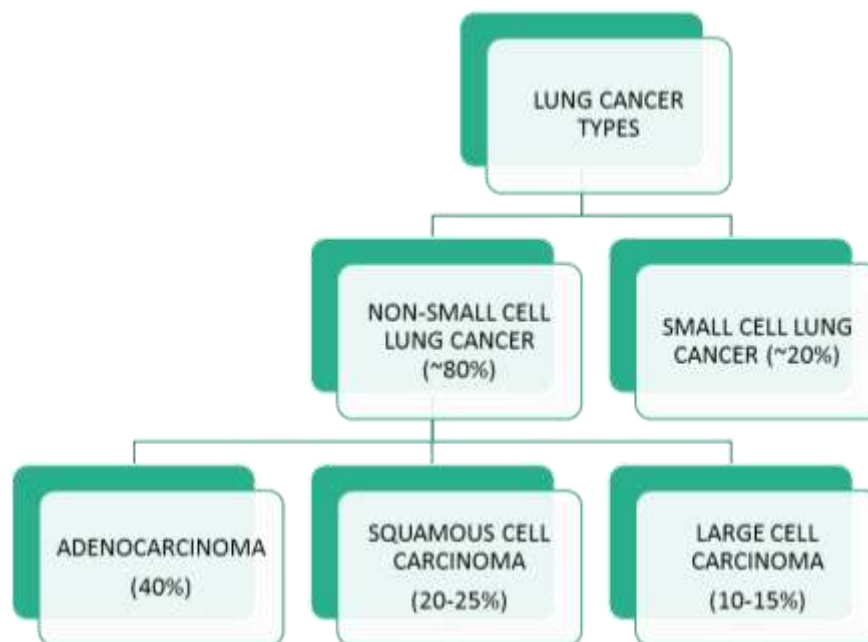 LUNG CANCER
TYPES
NON-SMALL CELL
LUNG CANCER
(~80%)
SMALL CELL LUNG
CANCER (~20%)
ADENOCARCINOMA
(40%)
SQUAMOUS CELL
CARCINOMA
(20-25%)
LARGE CELL
CARCINOMA
(10-15%)